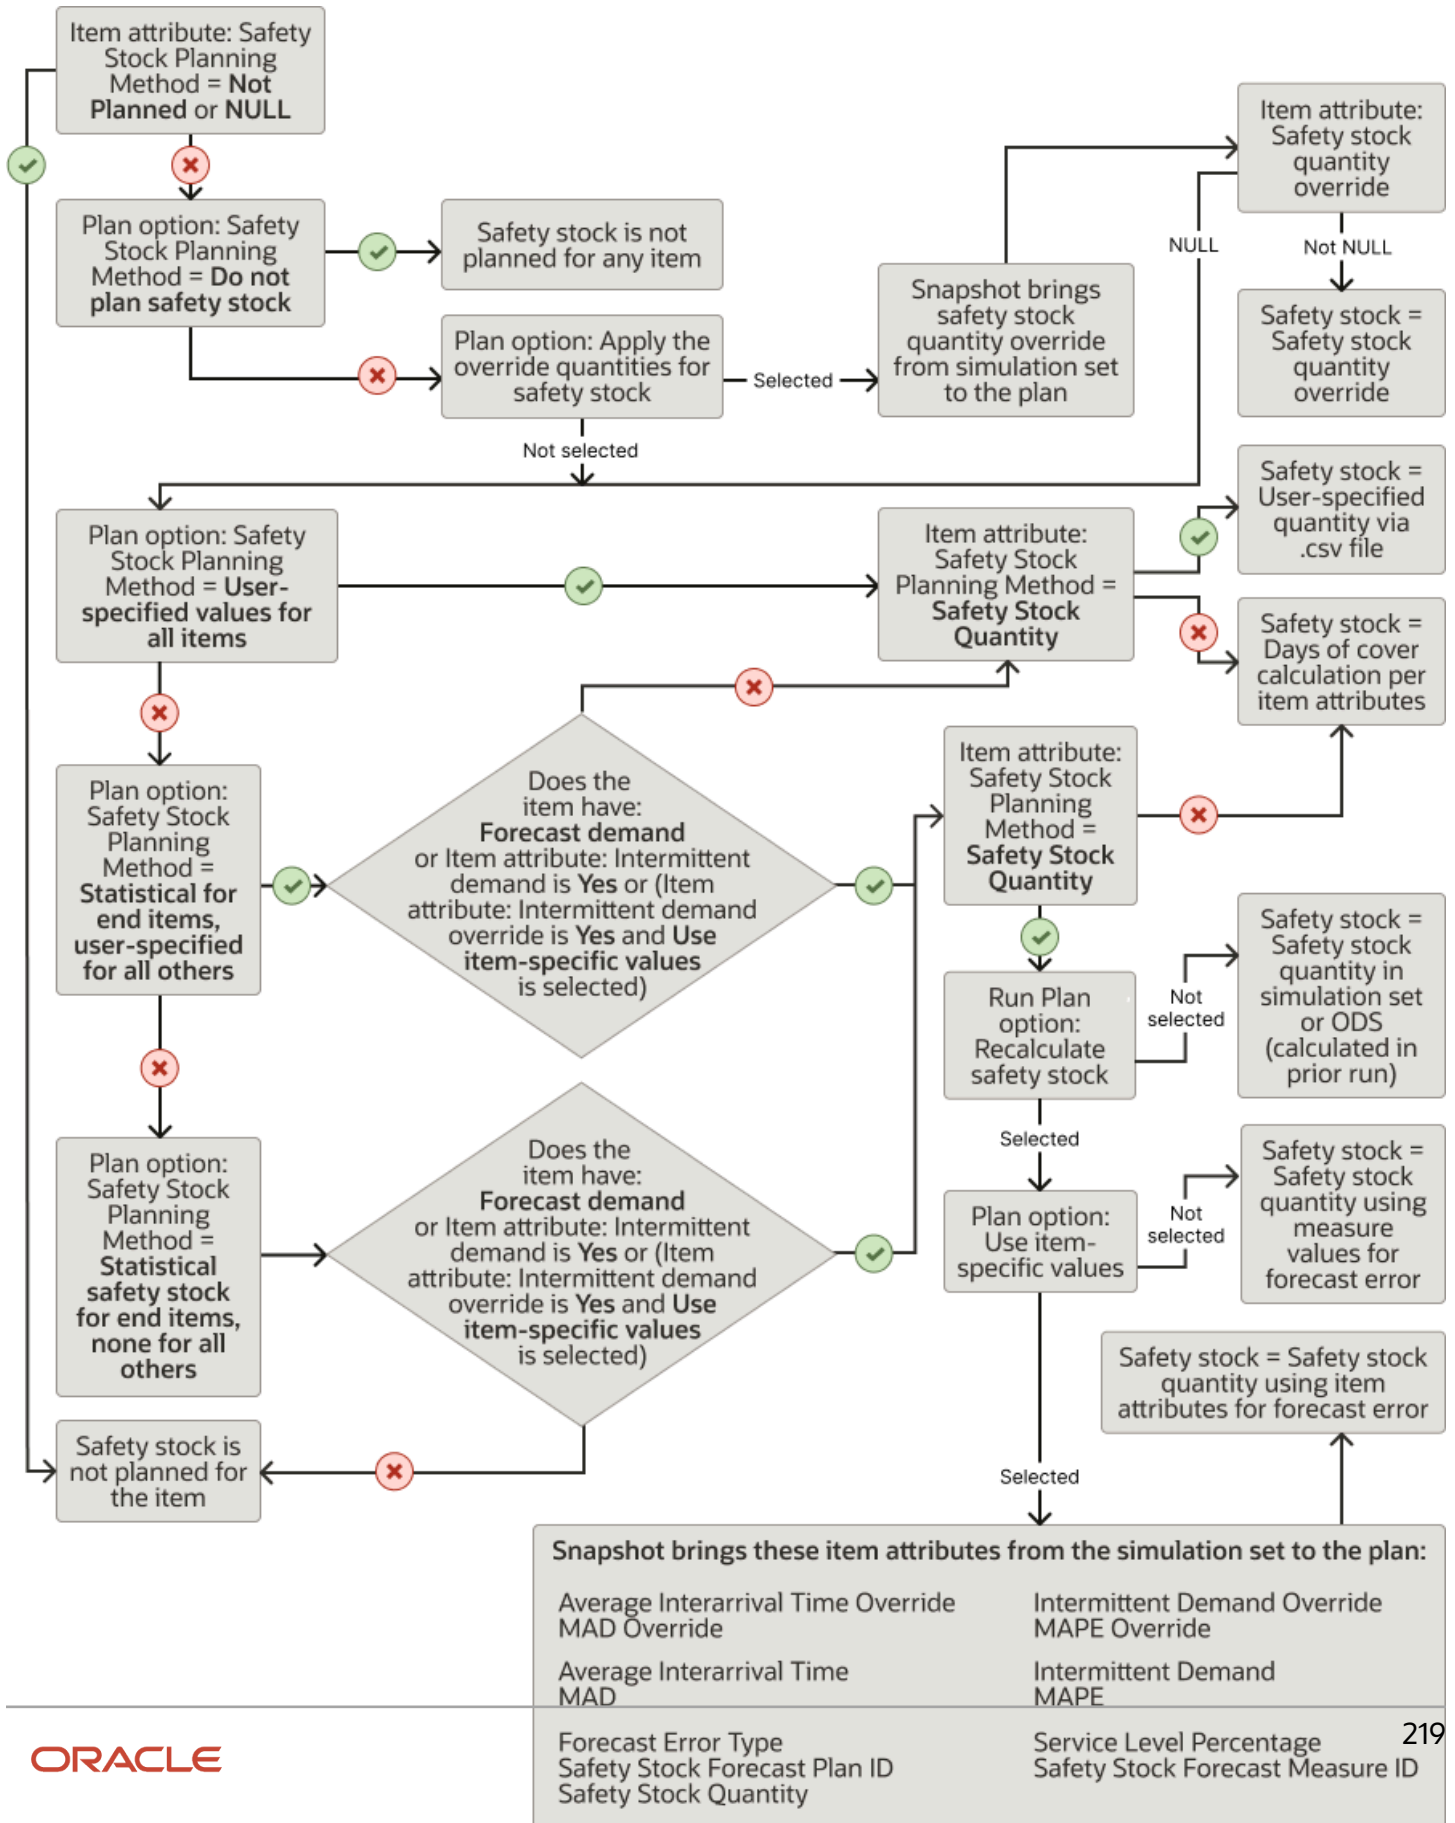 Item attribute: Safety
Stock Planning
Method = Not
Planned or NULL
Plan option: Safety
Stock Planning
Method = Do not
plan safety stock
Safety stock is not
planned for any item
Plan option: Apply the
override quantities for
safety stock
Selected
Not selected
Snapshot brings
safety stock
quantity override
from simulation set
to the plan
Item attribute:
Safety stock
quantity
override
NULL
Not NULL
Safety stock =
Safety stock
quantity
override
Plan option: Safety
Stock Planning
Method = User-
specified values for
all items
Item attribute:
Safety Stock
Planning Method =
Safety Stock
Quantity
Safety stock =
User-specified
quantity via
.csv file
Safety stock =
Days of cover
calculation per
item attributes
Plan option:
Safety Stock
Planning
Method =
Statistical for
end items,
user-specified
for all others
Does the
item have:
Forecast demand
or Item attribute: Intermittent
demand is Yes or (Item
attribute: Intermittent demand
override is Yes and Use
item-specific values
is selected)
Item attribute:
Safety Stock
Planning
Method =
Safety Stock
Quantity
Run Plan
option:
Recalculate
safety stock
Not
selected
Safety stock =
Safety stock
quantity in
simulation set
or ODS
(calculated in
prior run)
Selected
Plan option:
Safety Stock
Planning
Method =
Statistical
safety stock
for end items,
none for all
others
Does the
item have:
Forecast demand
or Item attribute: Intermittent
demand is Yes or (Item
attribute: Intermittent demand
override is Yes and Use
item-specific values
is selected)
Plan option:
Use item-
specific values
Not
selected
Safety stock =
Safety stock
quantity using
measure
values for
forecast error
Safety stock = Safety stock
quantity using item
attributes for forecast error
Safety stock is
not planned for
the item
Selected
Snapshot brings these item attributes from the simulation set to the plan:
Average Interarrival Time Override
MAD Override
Intermittent Demand Override
MAPE Override
Average Interarrival Time
MAD
Intermittent Demand
MAPE
Forecast Error Type
Safety Stock Forecast Plan ID
Safety Stock Quantity
Service Level Percentage
Safety Stock Forecast Measure ID
219
ORACLE